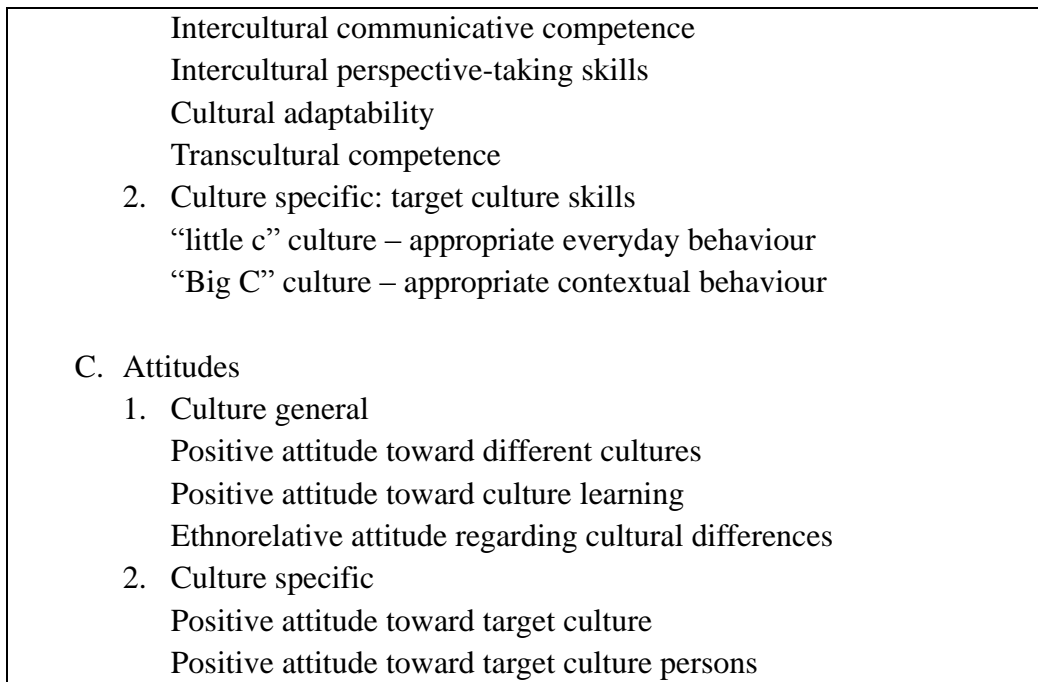 Intercultural communicative competence
Intercultural perspective-taking skills
Cultural adaptability
Transcultural competence
2. Culture specific: target culture skills
“little c” culture – appropriate everyday behaviour
“Big C” culture – appropriate contextual behaviour
C. Attitudes
1. Culture general
Positive attitude toward different cultures
Positive attitude toward culture learning
Ethnorelative attitude regarding cultural differences
2. Culture specific
Positive attitude toward target culture
Positive attitude toward target culture persons